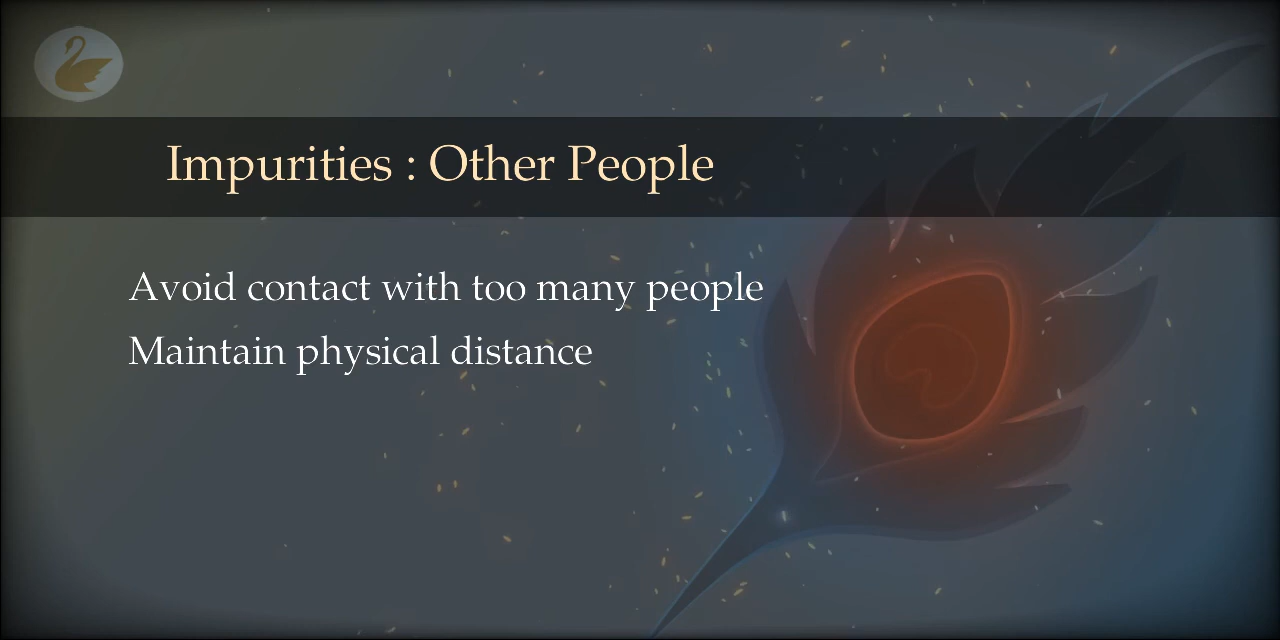 Impurities : Other People
Avoid contact with too many people
Maintain physical distance